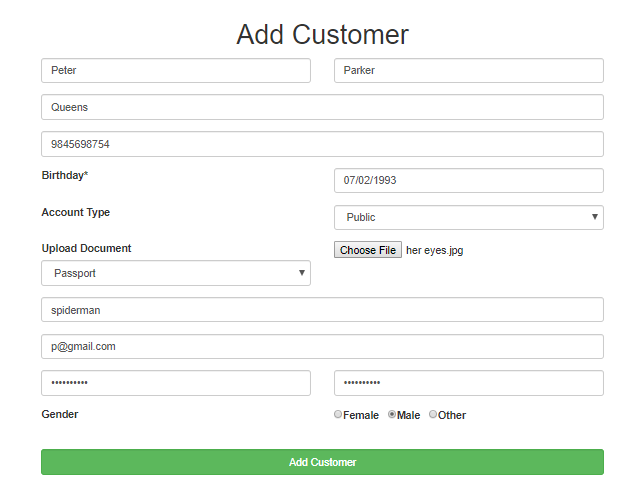 Add Customer
Peter Parker
Queens
9845698754
Birthday* 07/02/1993
Account Type Public
Upload Document Choose File her eyes.jpg
Passport
spiderman
p@gmail.com
•••••••••• ••••••••••
Gender Female Male Other
Add Customer